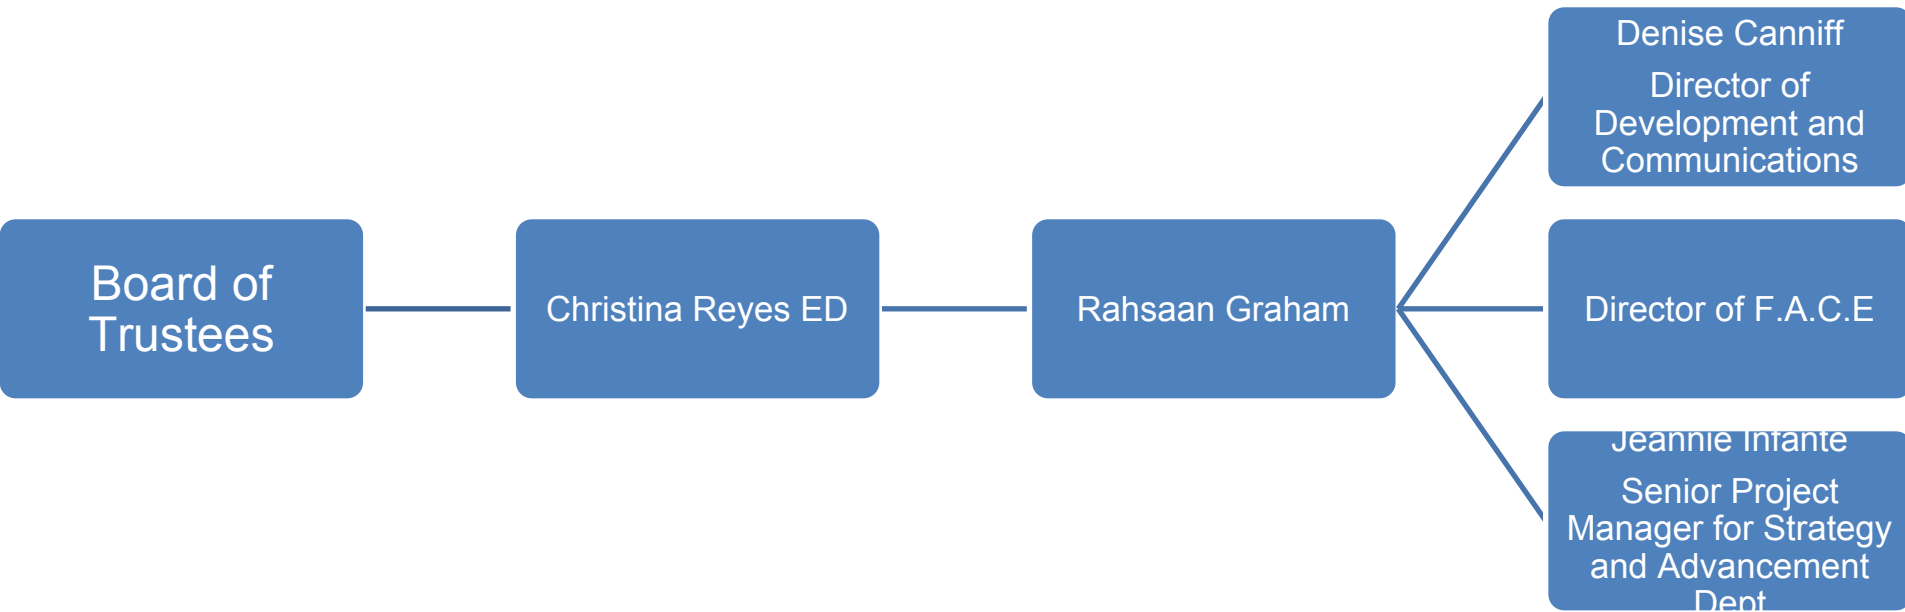 Board of
Trustees
Christina Reyes ED
Rahsaan Graham
Denise Canniff
Director of
Development and
Communications
Director of F.A.C.E
Jeannie Infante
Senior Project
Manager for Strategy
and Advancement
Dept